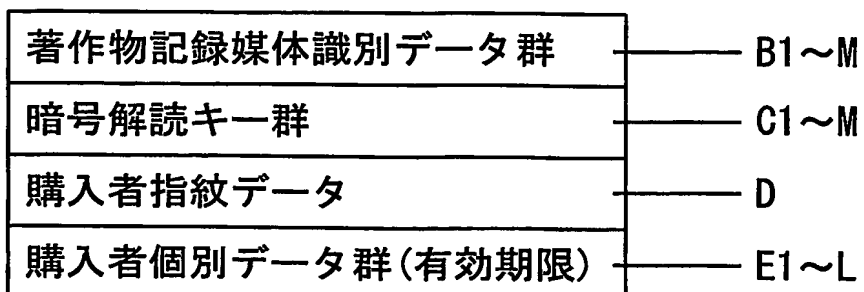 著作物記録媒体識別データ群 B1～M
暗号解読キー群 C1～M
購入者指紋データ D
購入者個別データ群(有効期限) E1～L